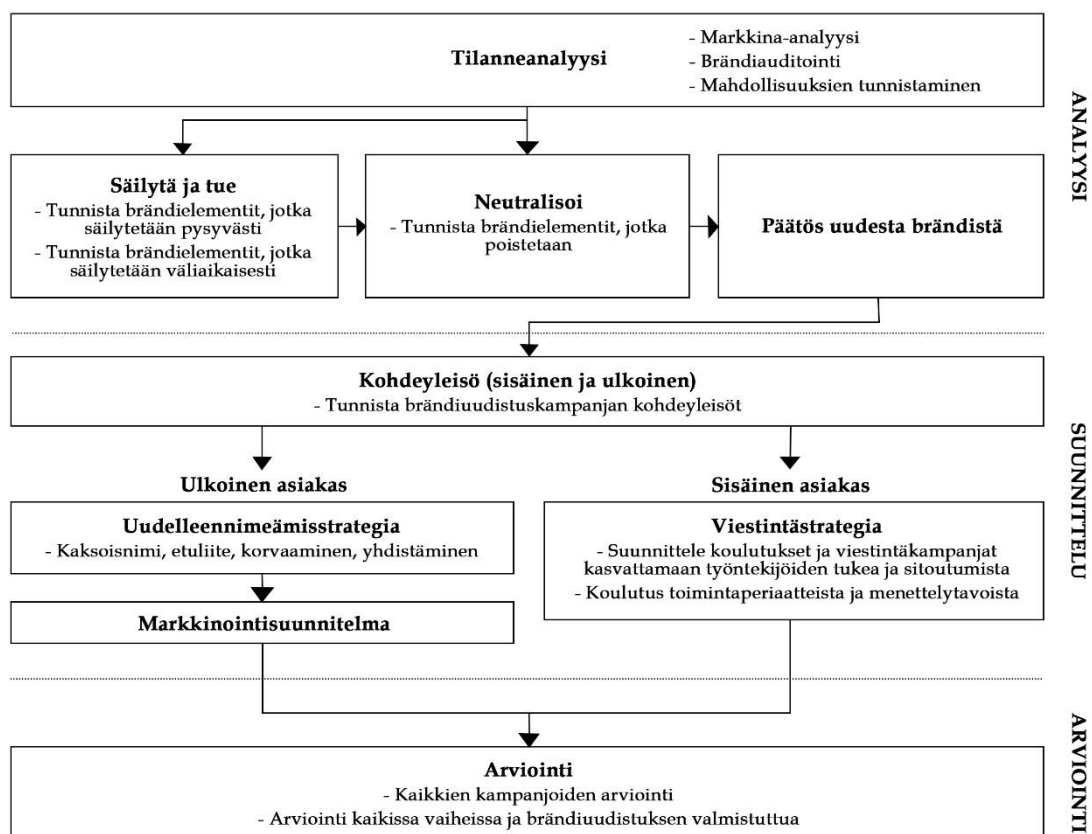 Tilanneanalyysi
- Markkina-analyysi
- Brändiauditointi
- Mahdollisuuksien tunnistaminen
ANALYYSI
Säilytä ja tue
- Tunnista brändielementit, jotka
säilytetään pysyvästi
- Tunnista brändielementit, jotka
säilytetään väliaikaisesti
Neutralisoi
- Tunnista brändielementit, jotka
poistetaan
Päätös uudesta brändistä
Kohdeyleisö (sisäinen ja ulkoinen)
- Tunnista brändiuudistuskampanjan kohdeyleisöt
SUUNNITTELU
Ulkoinen asiakas
Uudelleennimeämisstrategia
- Kaksoisnimi, etuliite, korvaaminen, yhdistäminen
Markkinointisuunnitelma
Sisäinen asiakas
Viestintästrategia
- Suunnittele koulutukset ja viestintäkampanjat
kasvattamaan työntekijöiden tukea ja sitoutumista
- Koulutus toimintaperiaatteista ja menettelytavoista
ARVIOINTI
Arviointi
- Kaikkien kampanjoiden arviointi
- Arviointi kaikissa vaiheissa ja brändiuudistuksen valmistuttua